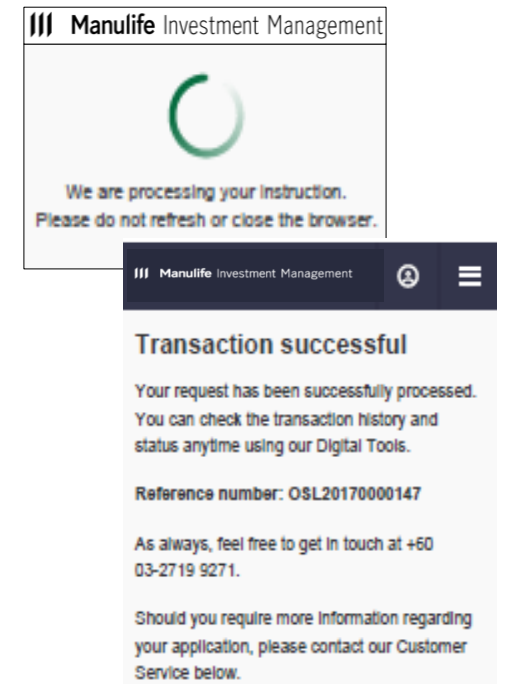 Manulife Investment Management
We are processing your instruction.
Please do not refresh or close the browser.
Manulife Investment Management
Transaction successful
Your request has been successfully processed.
You can check the transaction history and
status anytime using our Digital Tools.
Reference number: OSL20170000147
As always, feel free to get in touch at +60
03-2719 9271.
Should you require more information regarding
your application, please contact our Customer
Service below.